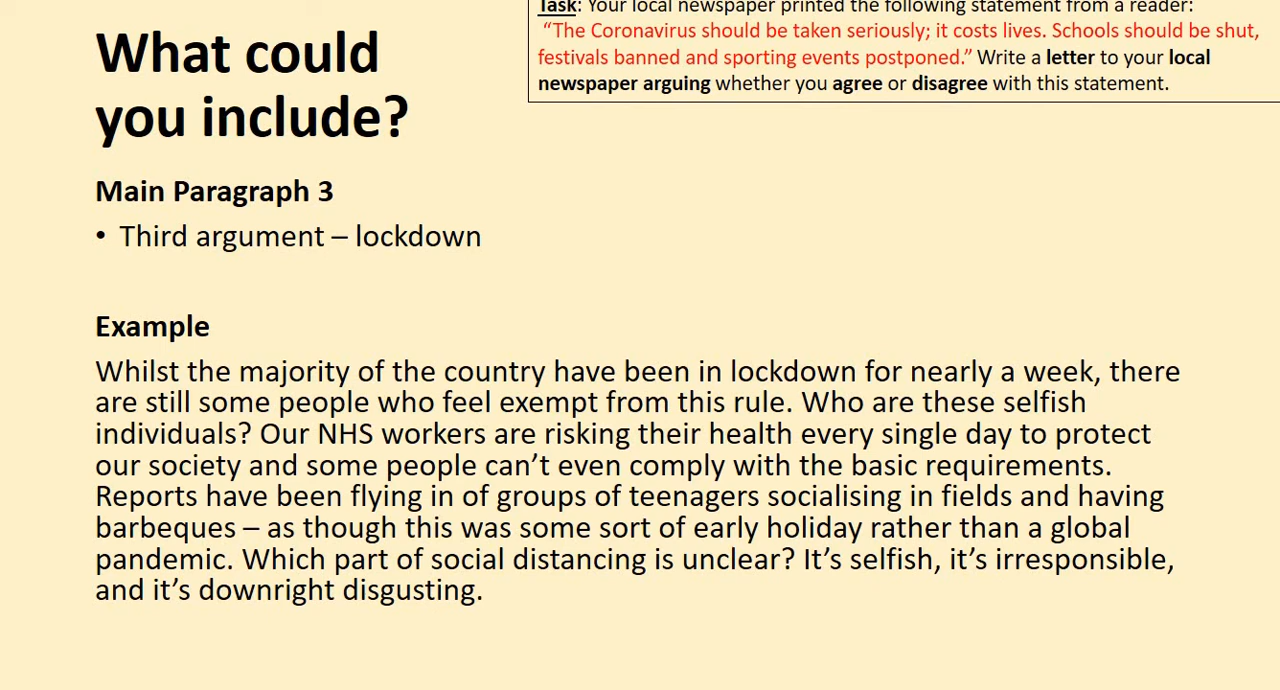 What could
you include?
Task: Your local newspaper printed the following statement from a reader:
“The Coronavirus should be taken seriously; it costs lives. Schools should be shut,
festivals banned and sporting events postponed.” Write a letter to your local
newspaper arguing whether you agree or disagree with this statement.
Main Paragraph 3
• Third argument – lockdown
Example
Whilst the majority of the country have been in lockdown for nearly a week, there
are still some people who feel exempt from this rule. Who are these selfish
individuals? Our NHS workers are risking their health every single day to protect
our society and some people can’t even comply with the basic requirements.
Reports have been flying in of groups of teenagers socialising in fields and having
barbeques – as though this was some sort of early holiday rather than a global
pandemic. Which part of social distancing is unclear? It’s selfish, it’s irresponsible,
and it’s downright disgusting.